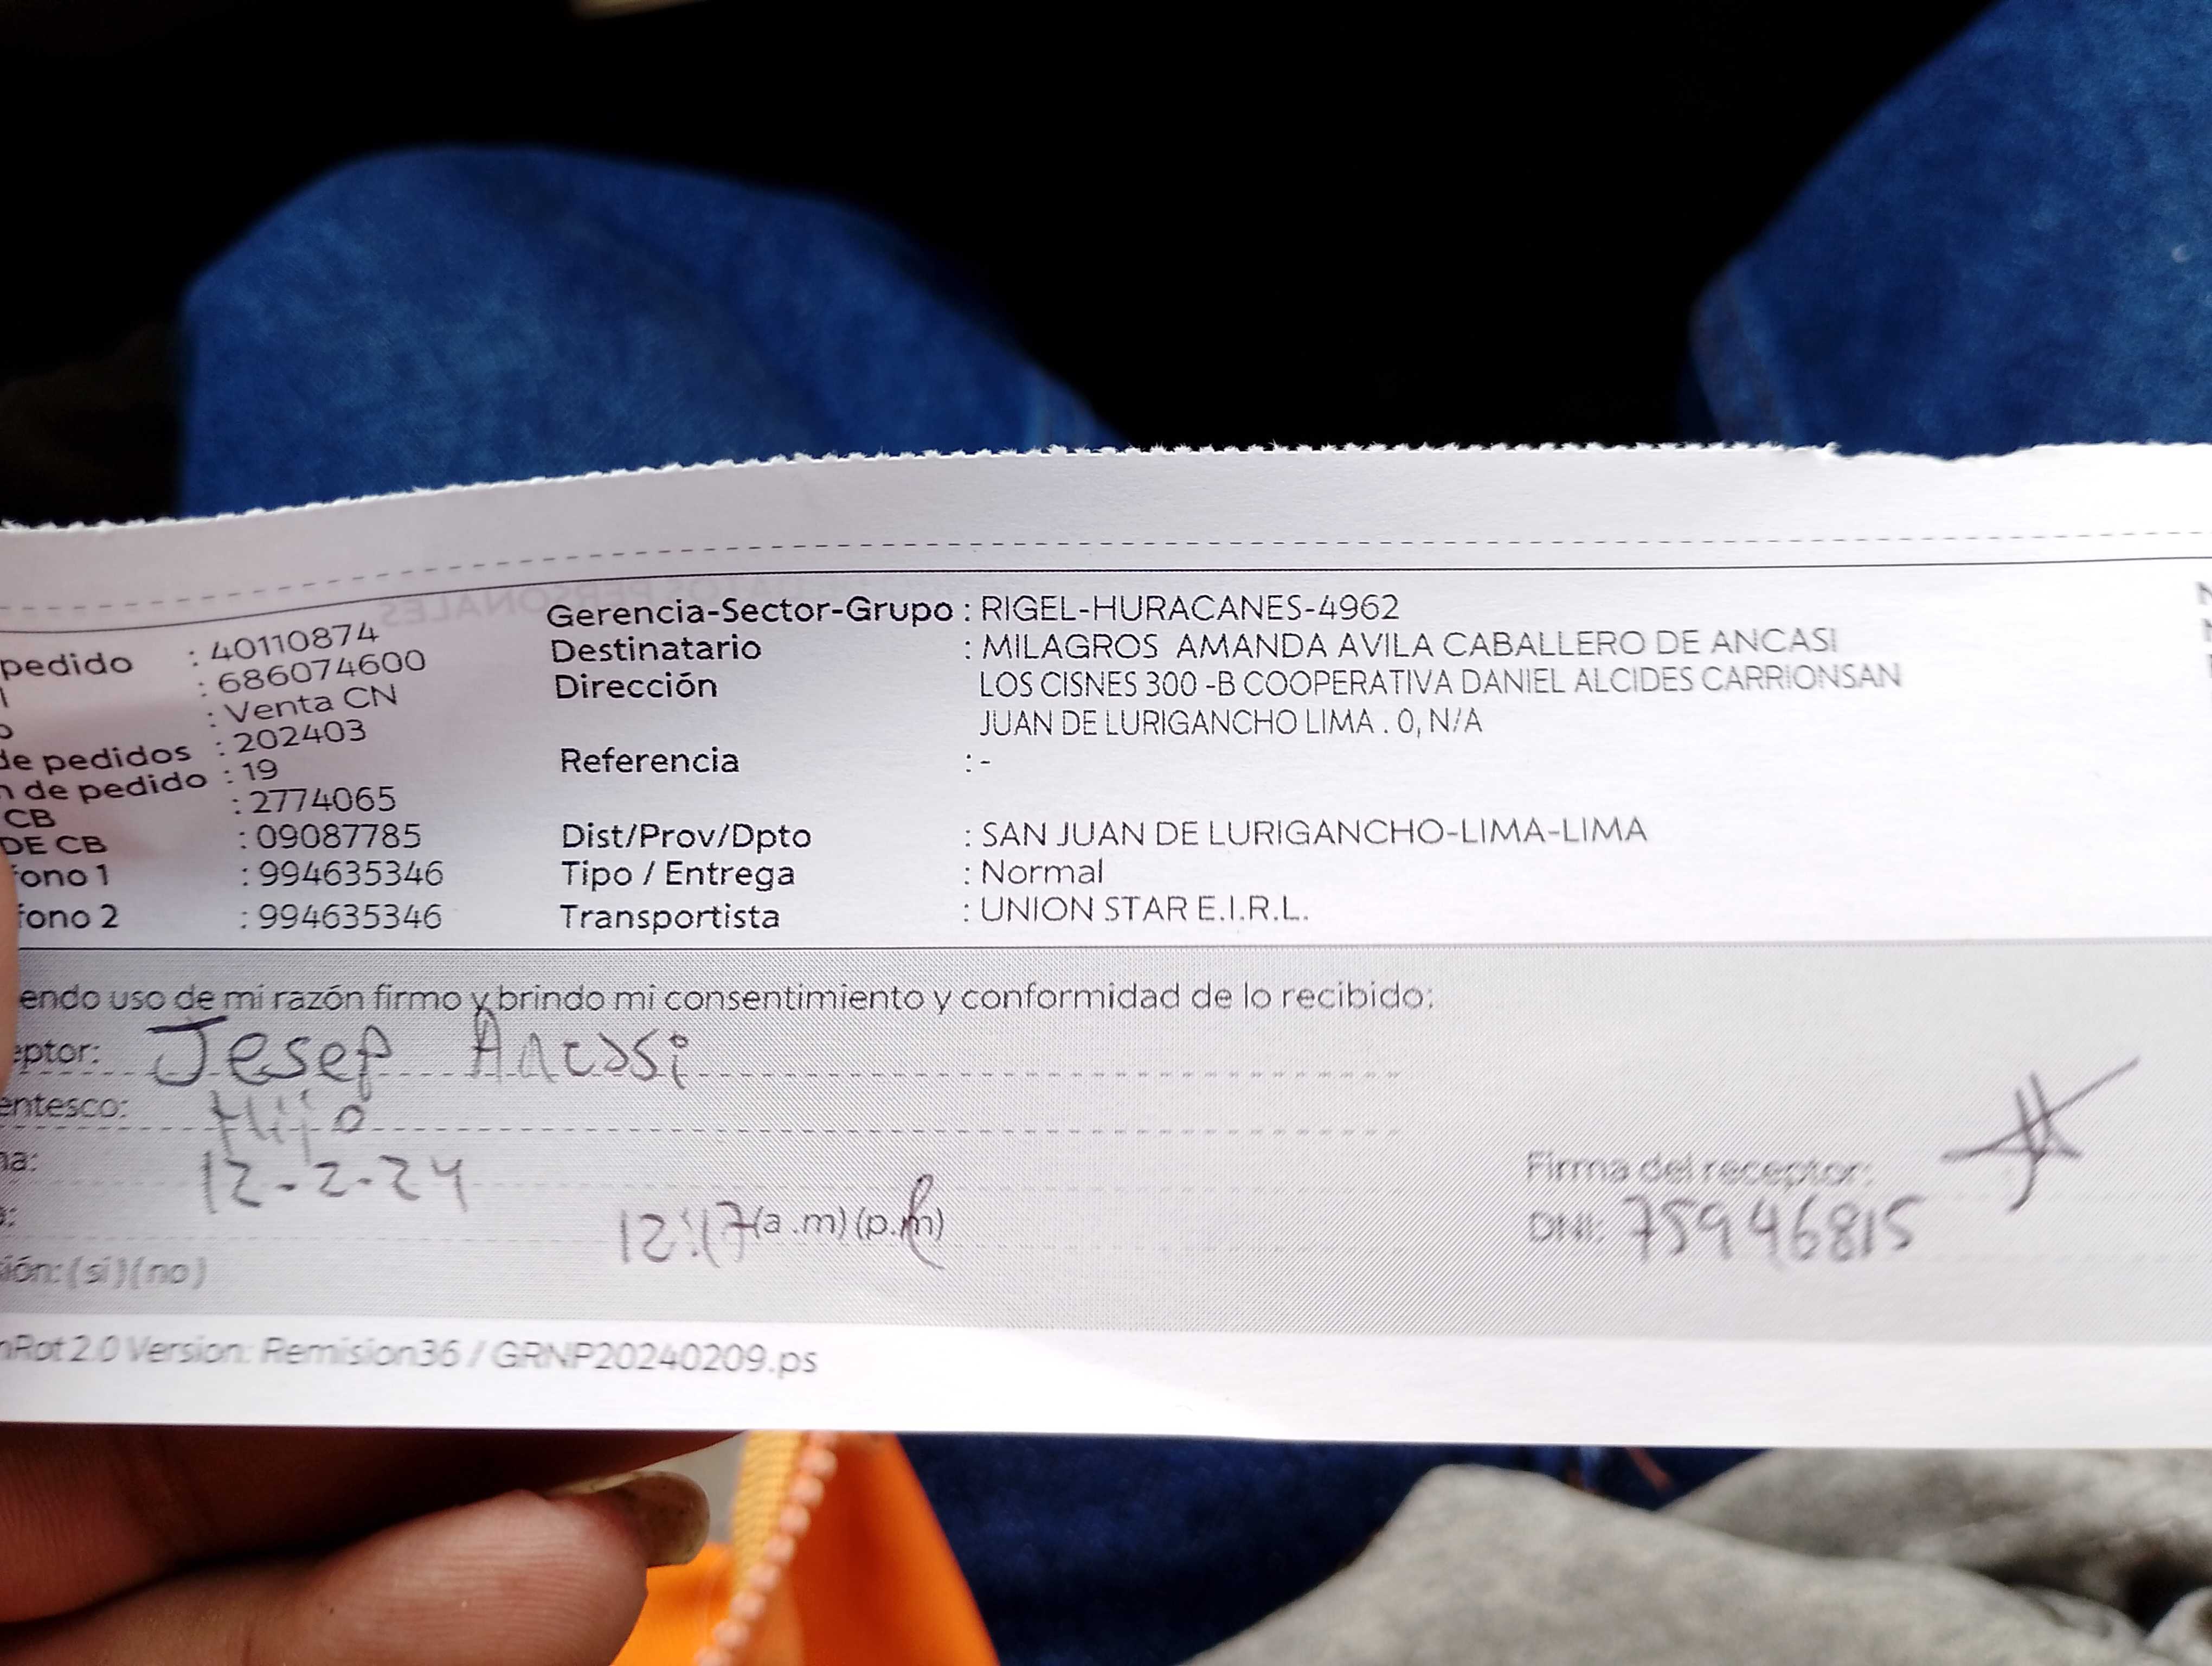 Gerencia-Sector-Grupo : RIGEL-HURACANES-4962
pedido : 40110874
Destinatario : MILAGROS AMANDA AVILA CABALLERO DE ANCASI
: 686074600
Dirección LOS CISNES 300 -B COOPERATIVA DANIEL ALCIDES CARRIONSAN
: Venta CN
JUAN DE LURIGANCHO LIMA . 0, N/A
de pedidos : 202403
Referencia : -
n de pedido : 19
CB : 2774065
DE CB : 09087785
Dist/Prov/Dpto : SAN JUAN DE LURIGANCHO-LIMA-LIMA
fono 1 : 994635346
Tipo / Entrega : Normal
fono 2 : 994635346
Transportista : UNION STAR E.I.R.L.
endo uso de mi razón firmo y brindo mi consentimiento y conformidad de lo recibido:
eptor: Jesep Ancasi
entesco: Hijo
na: 12-2-24
Firma del receptor:
12:17 (a.m) (p.m)
DNI: 75946815
ión: (si) (no)
nRot 2.0 Version: Remision36 / GRNP20240209.ps